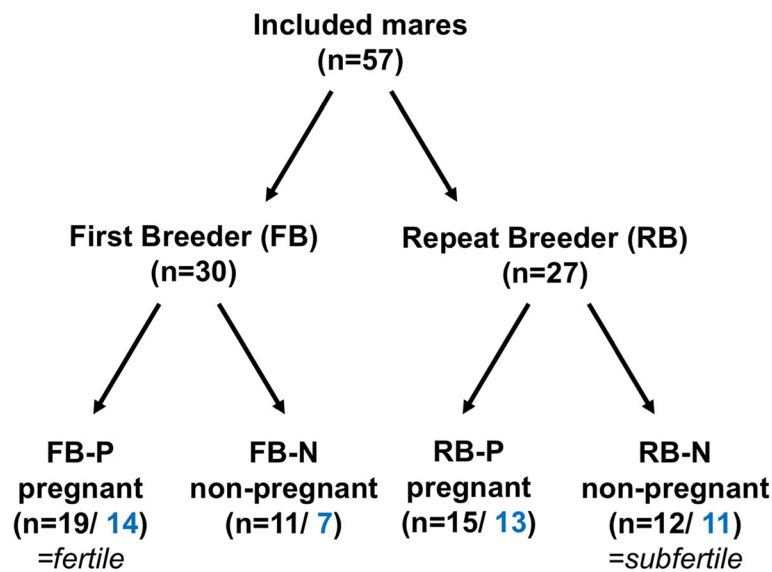 Included mares
(n=57)
First Breeder (FB)
(n=30)
Repeat Breeder (RB)
(n=27)
FB-P
pregnant
(n=19/ 14)
=fertile
FB-N
non-pregnant
(n=11/ 7)
RB-P
pregnant
(n=15/ 13)
RB-N
non-pregnant
(n=12/ 11)
=subfertile